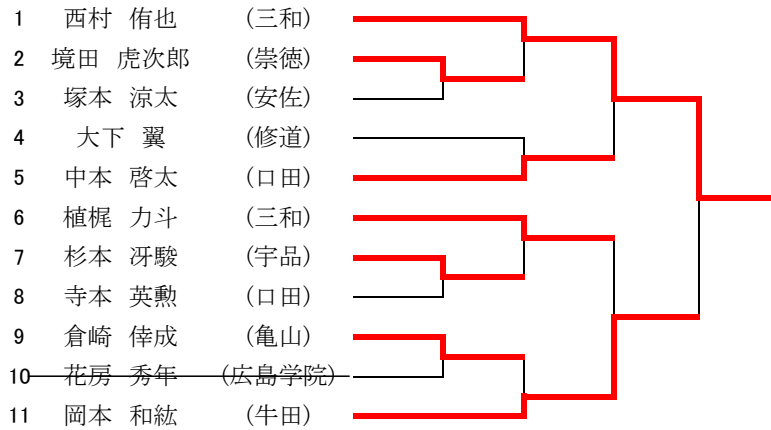 1 西村 侑也 (三和)
2 境田 虎次郎 (崇徳)
3 塚本 涼太 (安佐)
4 大下 翼 (修道)
5 中本 啓太 (口田)
6 植梶 力斗 (三和)
7 杉本 冴駿 (宇品)
8 寺本 英勲 (口田)
9 倉崎 倖成 (亀山)
10 花房 秀年 (広島学院)
11 岡本 和紘 (牛田)